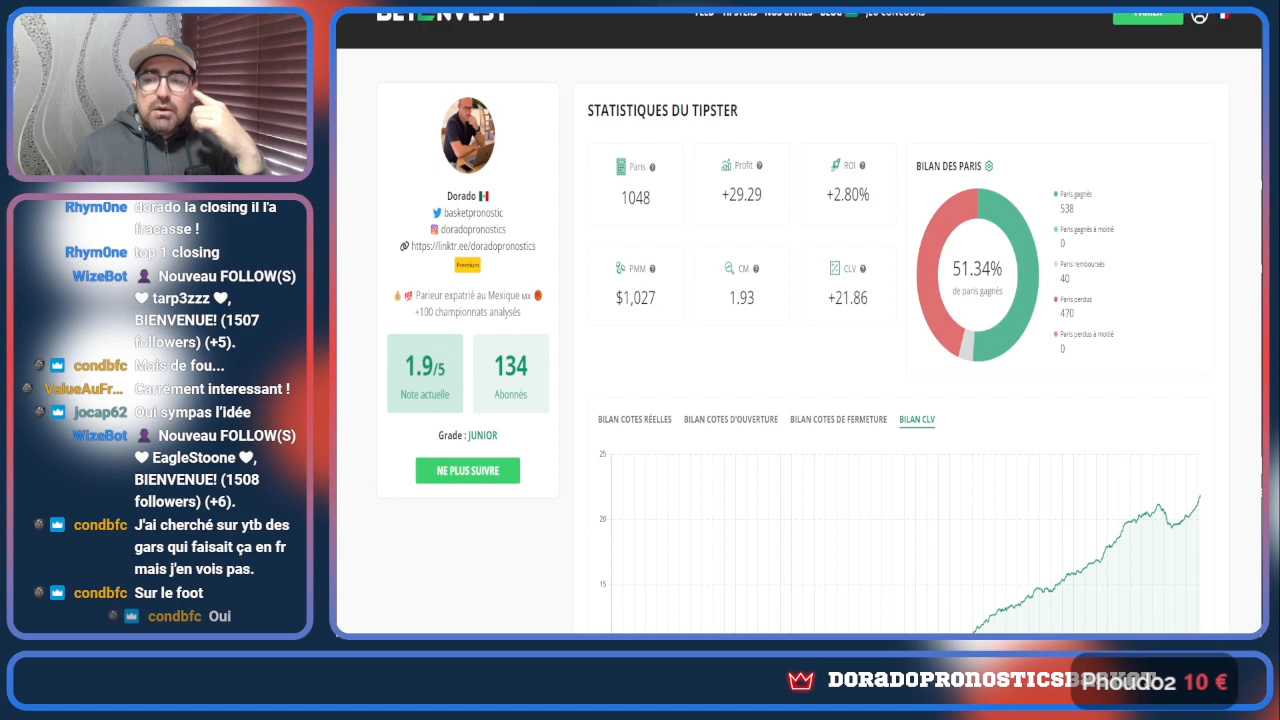 Rhym0ne dorado la closing il l'a
fracasse !
Rhym0ne top 1 closing
WizeBot Nouveau FOLLOW(S)
tarp3zzz
BIENVENUE! (1507
followers) (+5).
condbfc Mais de fou...
ValueAuFr... Carrément interessant !
jocap62 Oui sympas l'idée
WizeBot Nouveau FOLLOW(S)
EagleStoone
BIENVENUE! (1508
followers) (+6).
condbfc J'ai cherché sur ytb des
gars qui faisait ça en fr
mais j'en vois pas.
condbfc Sur le foot
condbfc Oui
Dorado
basketpronostic
doradopronostics
https://linktr.ee/doradopronostics
Premium
Parieur expatrié au Mexique MX
+100 championnats analysés
1.9/5
Note actuelle
134
Abonnés
Grade : JUNIOR
NE PLUS SUIVRE
STATISTIQUES DU TIPSTER
Paris
1048
Profit
+29.29
ROI
+2.80%
PMM
$1,027
CM
1.93
CLV
+21.86
BILAN DES PARIS
51.34%
de paris gagnés
Paris gagnés
538
Paris gagnés à moitié
0
Paris remboursés
40
Paris perdus
470
Paris perdus à moitié
0
BILAN COTES RÉELLES
BILAN COTES D'OUVERTURE
BILAN COTES DE FERMETURE
BILAN CLV
25
20
15
DORADOPRONOSTICSB
Phoudo2 10 €